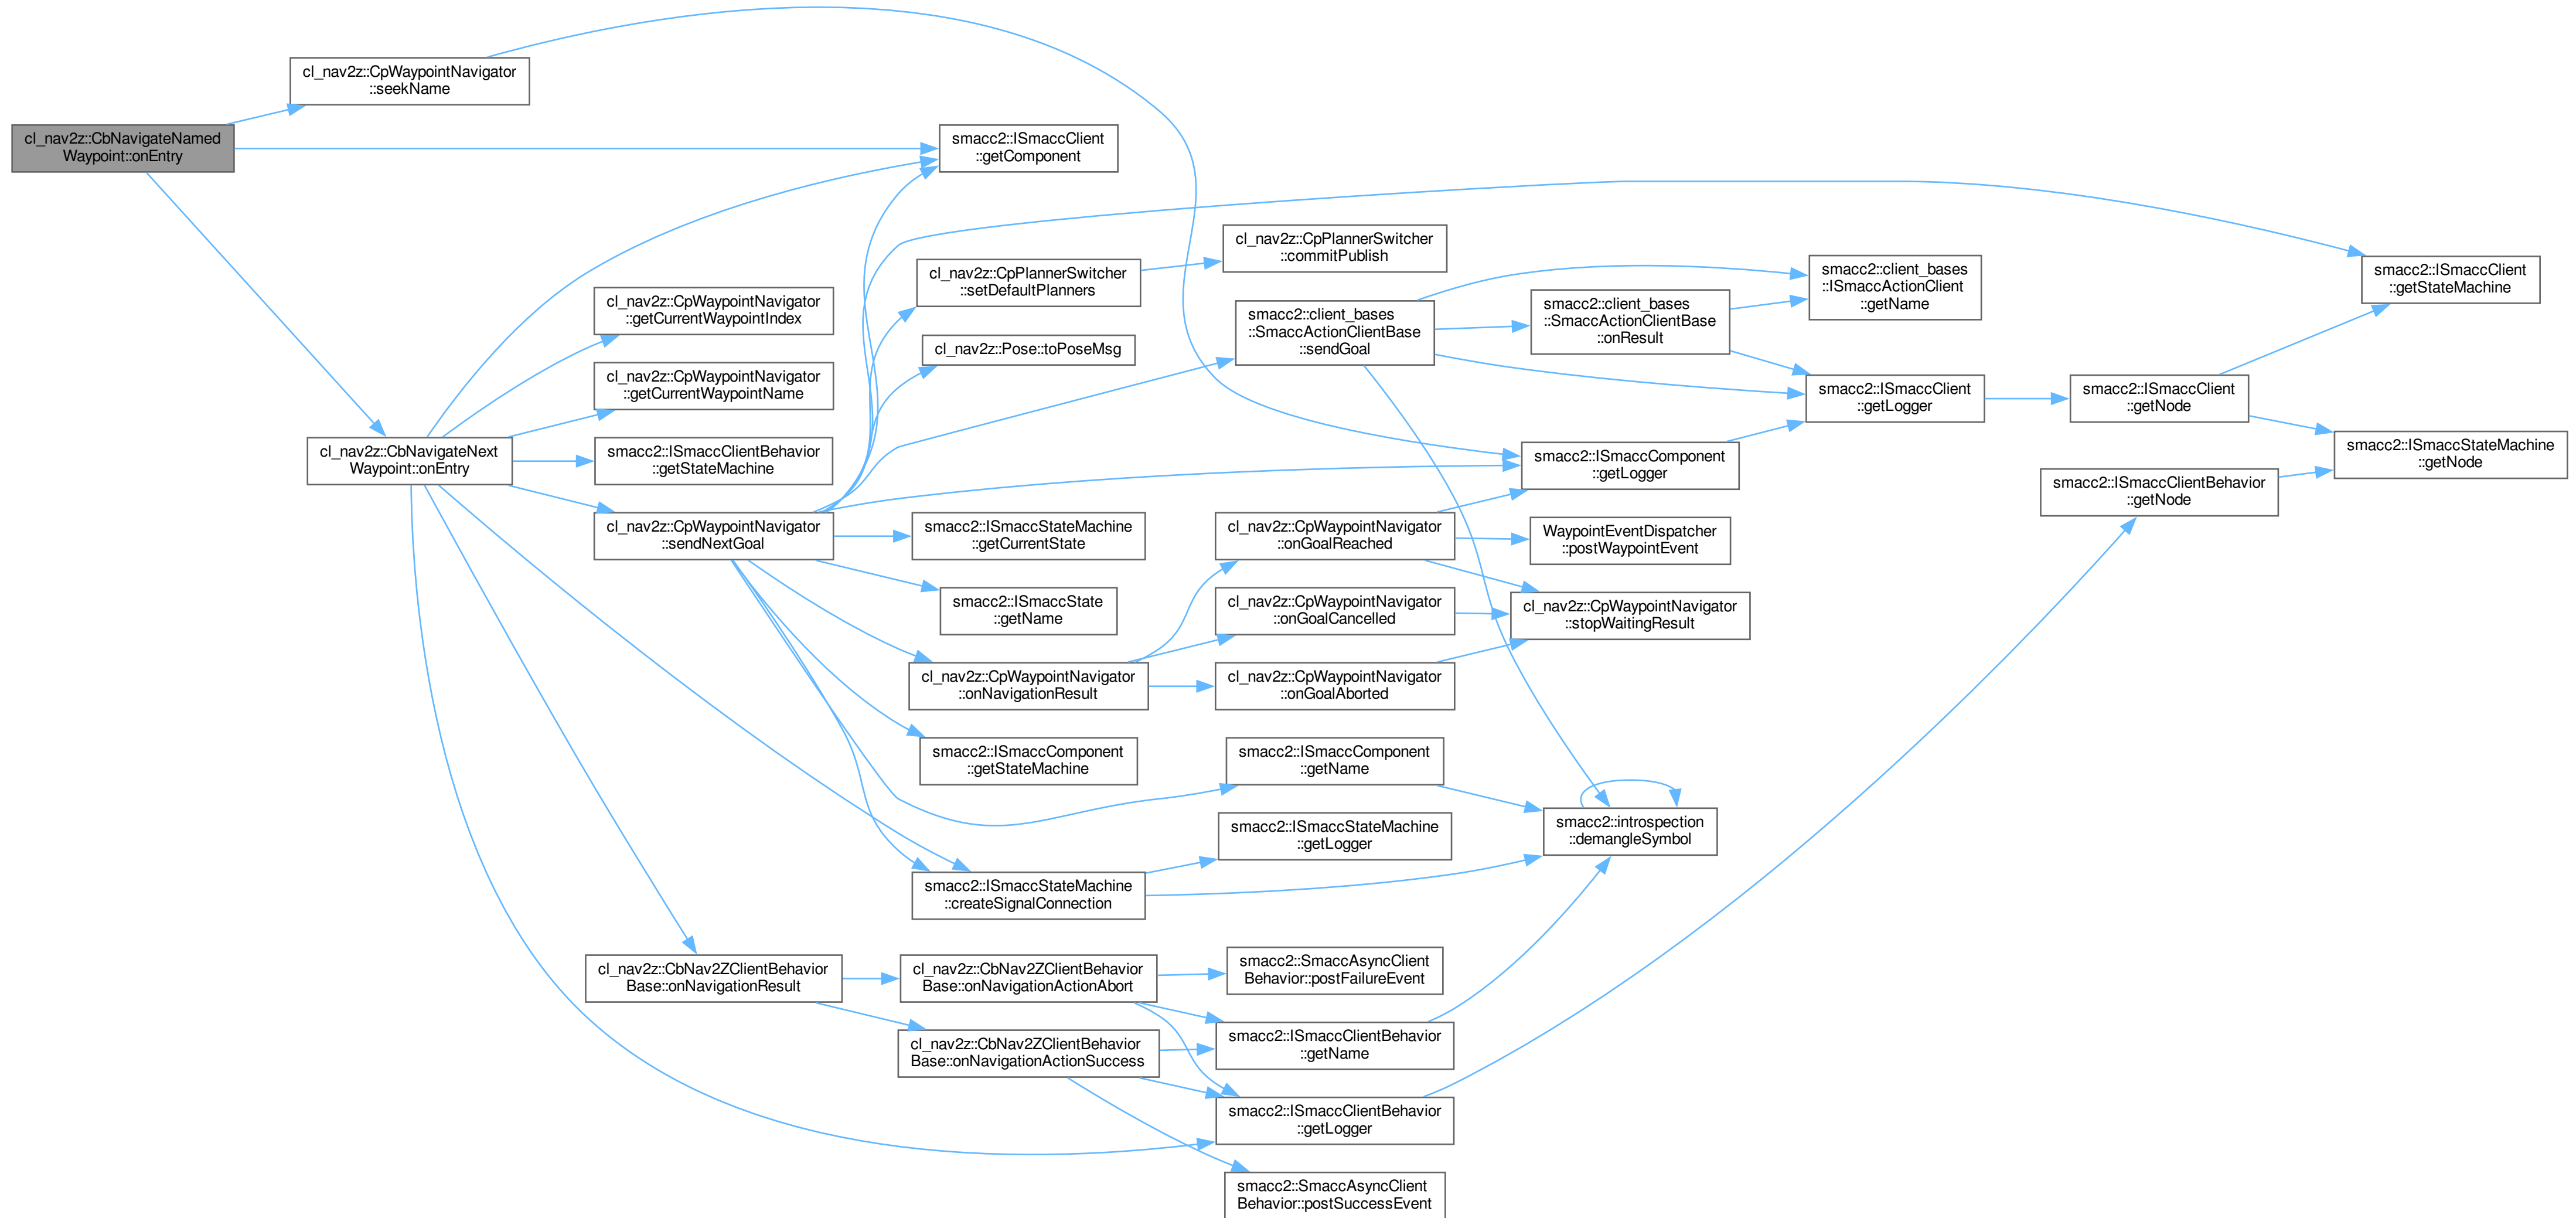 cl_nav2z::CpWaypointNavigator
::seekName
cl_nav2z::CbNavigateNamed
Waypoint::onEntry
smacc2::ISmaccClient
::getComponent
cl_nav2z::CpPlannerSwitcher
::commitPublish
cl_nav2z::CpPlannerSwitcher
::setDefaultPlanners
smacc2::client_bases
::ISmaccActionClient
::getName
smacc2::ISmaccClient
::getStateMachine
cl_nav2z::CpWaypointNavigator
::getCurrentWaypointIndex
smacc2::client_bases
::SmaccActionClientBase
::sendGoal
smacc2::client_bases
::SmaccActionClientBase
::onResult
cl_nav2z::Pose::toPoseMsg
cl_nav2z::CpWaypointNavigator
::getCurrentWaypointName
smacc2::ISmaccClient
::getLogger
smacc2::ISmaccClient
::getNode
cl_nav2z::CbNavigateNext
Waypoint::onEntry
smacc2::ISmaccClientBehavior
::getStateMachine
smacc2::ISmaccComponent
::getLogger
smacc2::ISmaccStateMachine
::getNode
smacc2::ISmaccClientBehavior
::getNode
cl_nav2z::CpWaypointNavigator
::sendNextGoal
smacc2::ISmaccStateMachine
::getCurrentState
cl_nav2z::CpWaypointNavigator
::onGoalReached
WaypointEventDispatcher
::postWaypointEvent
smacc2::ISmaccState
::getName
cl_nav2z::CpWaypointNavigator
::onGoalCancelled
cl_nav2z::CpWaypointNavigator
::stopWaitingResult
cl_nav2z::CpWaypointNavigator
::onNavigationResult
cl_nav2z::CpWaypointNavigator
::onGoalAborted
smacc2::ISmaccComponent
::getStateMachine
smacc2::ISmaccComponent
::getName
smacc2::ISmaccStateMachine
::getLogger
smacc2::introspection
::demangleSymbol
smacc2::ISmaccStateMachine
::createSignalConnection
cl_nav2z::CbNav2ZClientBehavior
Base::onNavigationResult
cl_nav2z::CbNav2ZClientBehavior
Base::onNavigationActionAbort
smacc2::SmaccAsyncClient
Behavior::postFailureEvent
cl_nav2z::CbNav2ZClientBehavior
Base::onNavigationActionSuccess
smacc2::ISmaccClientBehavior
::getName
smacc2::ISmaccClientBehavior
::getLogger
smacc2::SmaccAsyncClient
Behavior::postSuccessEvent